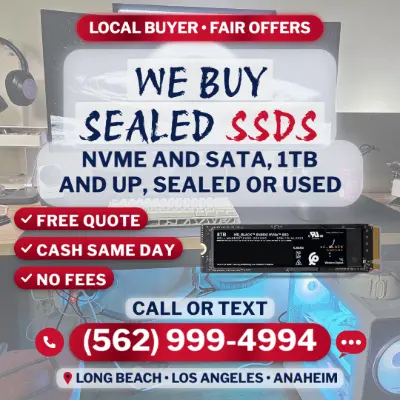 LOCAL BUYER • FAIR OFFERS
WE BUY
SEALED SSDS
NVME AND SATA, 1TB
AND UP, SEALED OR USED
FREE QUOTE
CASH SAME DAY
NO FEES
8TB
CALL OR TEXT
(562) 999-4994
LONG BEACH • LOS ANGELES • ANAHEIM